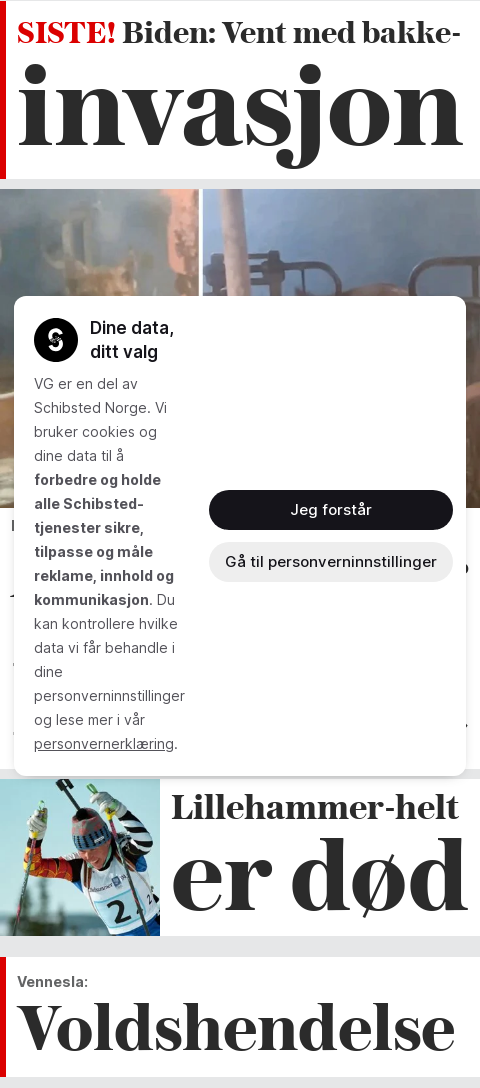 SISTE! Biden: Vent med bakke-
invasjon
Dine data,
ditt valg
VG er en del av
Schibsted Norge. Vi
bruker cookies og
dine data til å
forbedre og holde
alle Schibsted-
tjenester sikre,
tilpasse og måle
reklame, innhold og
kommunikasjon. Du
kan kontrollere hvilke
data vi får behandle i
dine
personverninnstillinger
og lese mer i vår
personvernerklæring.
Jeg forstår
Gå til personverninnstillinger
Lillehammer-helt
er død
Vennesla:
Voldshendelse